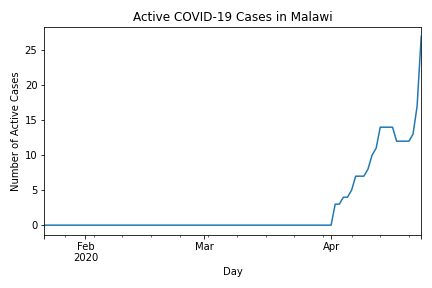 Active COVID-19 Cases in Malawi
Number of Active Cases
25
20
15
10
5
0
Feb
2020
Mar
Apr
Day